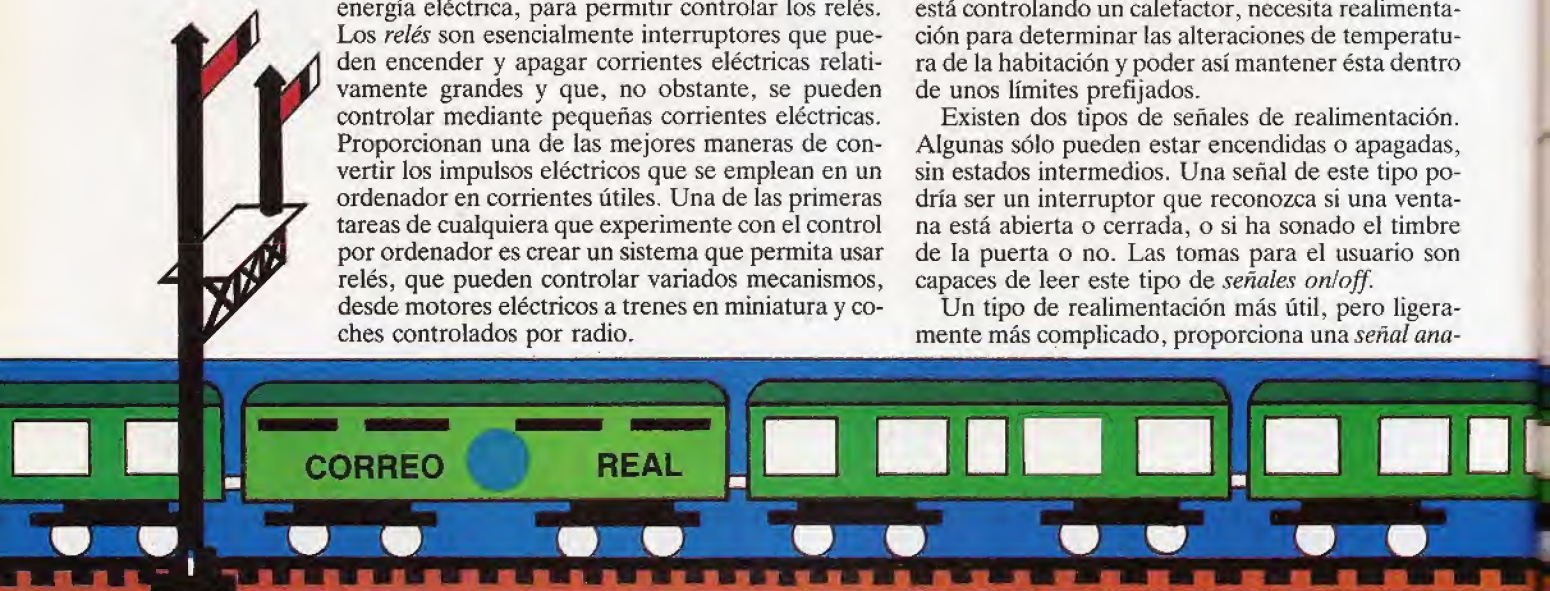 energía eléctrica, para permitir controlar los relés.
Los relés son esencialmente interruptores que pue-
den encender y apagar corrientes eléctricas relati-
vamente grandes y que, no obstante, se pueden
controlar mediante pequeñas corrientes eléctricas.
Proporcionan una de las mejores maneras de con-
vertir los impulsos eléctricos que se emplean en un
ordenador en corrientes útiles. Una de las primeras
tareas de cualquiera que experimente con el control
por ordenador es crear un sistema que permita usar
relés, que pueden controlar variados mecanismos,
desde motores eléctricos a trenes en miniatura y co-
ches controlados por radio.
está controlando un calefactor, necesita realimenta-
ción para determinar las alteraciones de temperatu-
ra de la habitación y poder así mantener ésta dentro
de unos límites prefijados.
Existen dos tipos de señales de realimentación.
Algunas sólo pueden estar encendidas o apagadas,
sin estados intermedios. Una señal de este tipo po-
dría ser un interruptor que reconozca si una venta-
na está abierta o cerrada, o si ha sonado el timbre
de la puerta o no. Las tomas para el usuario son
capaces de leer este tipo de señales on/off.
Un tipo de realimentación más útil, pero ligera-
mente más complicado, proporciona una señal ana-
CORREO REAL